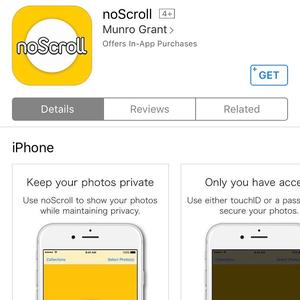 noScroll
noScroll 4+
Munro Grant >
Offers In-App Purchases
+ GET
Details Reviews Related
iPhone
Keep your photos private
Use noScroll to show your photos
while maintaining privacy.
Only you have acce
Use either touchID or a pass
secure your photos.
Collections Select Photo(s)
Collections